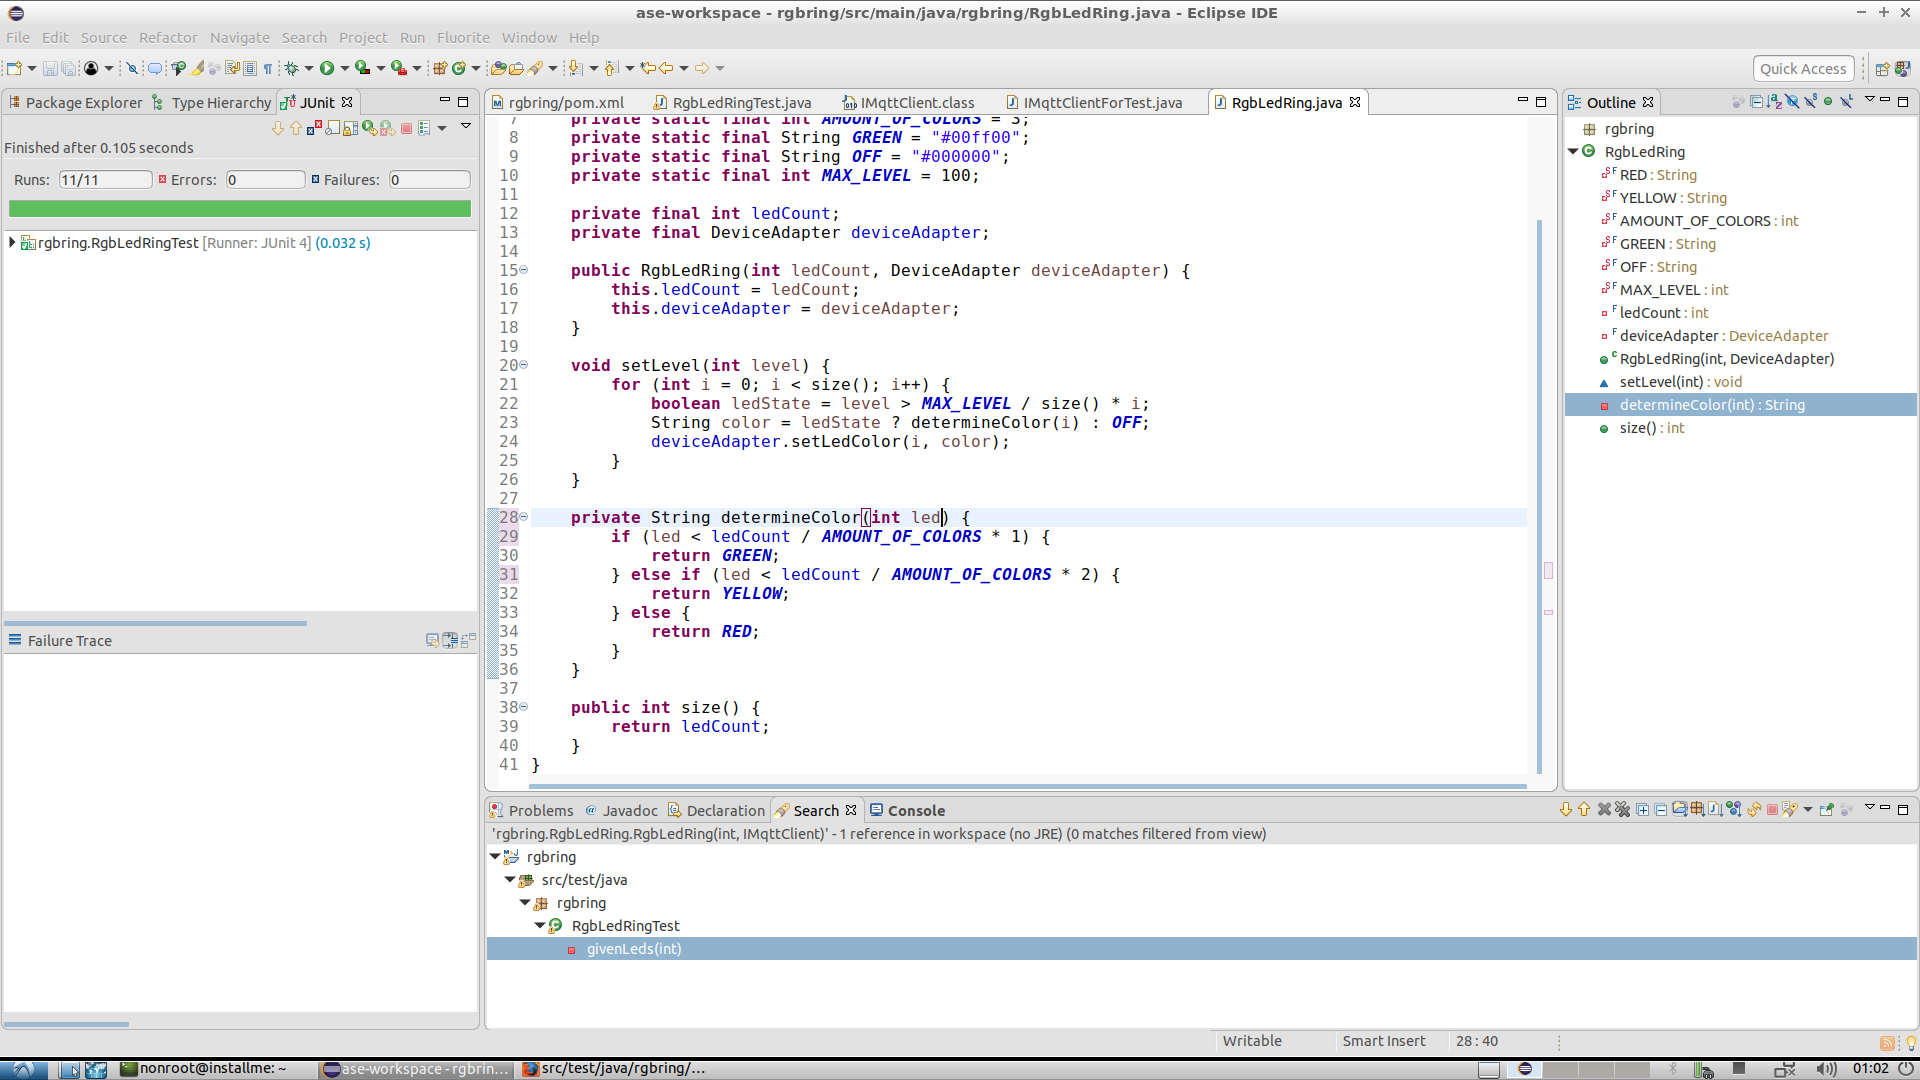 ase-workspace - rgbring/src/main/java/rgbring/RgbLedRing.java - Eclipse IDE
File Edit Source Refactor Navigate Search Project Run Fluorite Window Help
Quick Access
Package Explorer Type Hierarchy JUnit
Finished after 0.105 seconds
Runs: 11/11 Errors: 0 Failures: 0
rgbring.RgbLedRingTest [Runner: JUnit 4] (0.032 s)
Failure Trace
rgbring/pom.xml RgbLedRingTest.java IMqttClient.class IMqttClientForTest.java RgbLedRing.java
7 private static final int AMOUNT_OF_COLORS = 3;
8 private static final String GREEN = "#00ff00";
9 private static final String OFF = "#000000";
10 private static final int MAX_LEVEL = 100;
11
12 private final int ledCount;
13 private final DeviceAdapter deviceAdapter;
14
15 public RgbLedRing(int ledCount, DeviceAdapter deviceAdapter) {
16 this.ledCount = ledCount;
17 this.deviceAdapter = deviceAdapter;
18 }
19
20 void setLevel(int level) {
21 for (int i = 0; i < size(); i++) {
22 boolean ledState = level > MAX_LEVEL / size() * i;
23 String color = ledState ? determineColor(i) : OFF;
24 deviceAdapter.setLedColor(i, color);
25 }
26 }
27
28 private String determineColor(int led) {
29 if (led < ledCount / AMOUNT_OF_COLORS * 1) {
30 return GREEN;
31 } else if (led < ledCount / AMOUNT_OF_COLORS * 2) {
32 return YELLOW;
33 } else {
34 return RED;
35 }
36 }
37
38 public int size() {
39 return ledCount;
40 }
41 }
Outline
rgbring
RgbLedRing
RED : String
YELLOW : String
AMOUNT_OF_COLORS : int
GREEN : String
OFF : String
MAX_LEVEL : int
ledCount : int
deviceAdapter : DeviceAdapter
RgbLedRing(int, DeviceAdapter)
setLevel(int) : void
determineColor(int) : String
size() : int
Problems Javadoc Declaration Search Console
'rgbring.RgbLedRing.RgbLedRing(int, IMqttClient)' - 1 reference in workspace (no JRE) (0 matches filtered from view)
rgbring
src/test/java
rgbring
RgbLedRingTest
givenLeds(int)
Writable Smart Insert 28 : 40
nonroot@installme: ~ ase-workspace - rgbrin... src/test/java/rgbring/... 01:02